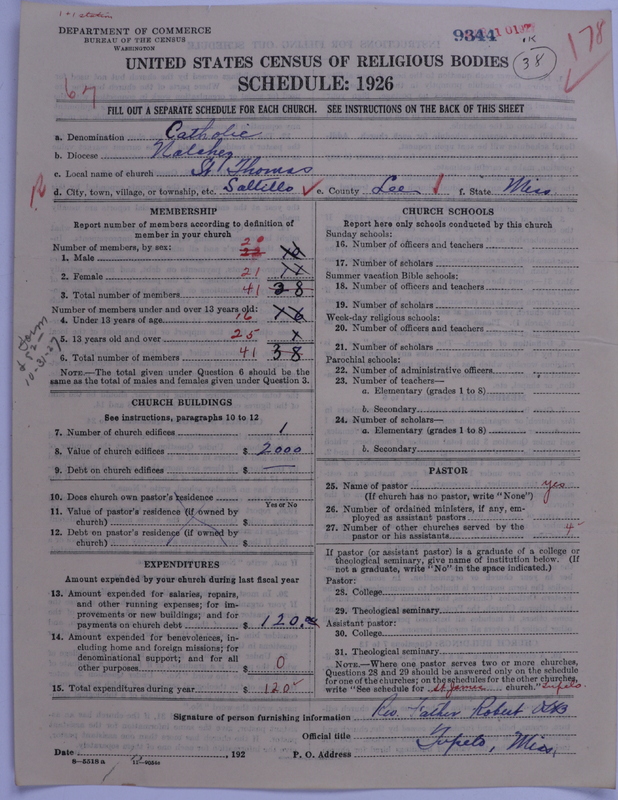 DEPARTMENT OF COMMERCE
BUREAU OF THE CENSUS
WASHINGTON
9344
178
38
UNITED STATES CENSUS OF RELIGIOUS BODIES
SCHEDULE: 1926
67
FILL OUT A SEPARATE SCHEDULE FOR EACH CHURCH. SEE INSTRUCTIONS ON THE BACK OF THIS SHEET
a. Denomination Catholic
b. Diocese Natchez
c. Local name of church St Thomas
R d. City, town, village, or township, etc. Saltillo e. County Lee f. State Miss.
MEMBERSHIP
Report number of members according to definition of
member in your church
Number of members, by sex:
1. Male 20
2. Female 21
3. Total number of members 41 38
Number of members under and over 13 years old:
4. Under 13 years of age 16
5. 13 years old and over 25
6. Total number of members 41 38
NOTE.—The total given under Question 6 should be the
same as the total of males and females given under Question 3.
Form
10-31-27
CHURCH BUILDINGS
See instructions, paragraphs 10 to 12
7. Number of church edifices 1
8. Value of church edifices $ 2000
9. Debt on church edifices $ —
10. Does church own pastor's residence
Yes or No
11. Value of pastor's residence (if owned by
church) $
12. Debt on pastor's residence (if owned by
church) $
EXPENDITURES
Amount expended by your church during last fiscal year
13. Amount expended for salaries, repairs,
and other running expenses; for im-
provements or new buildings; and for
payments on church debt $ 120.00
14. Amount expended for benevolences, in-
cluding home and foreign missions; for
denominational support; and for all
other purposes $ 0
15. Total expenditures during year $ 120
CHURCH SCHOOLS
Report here only schools conducted by this church
Sunday schools:
16. Number of officers and teachers
17. Number of scholars
Summer vacation Bible schools:
18. Number of officers and teachers
19. Number of scholars
Week-day religious schools:
20. Number of officers and teachers
21. Number of scholars
Parochial schools:
22. Number of administrative officers
23. Number of teachers—
a. Elementary (grades 1 to 8)
b. Secondary
24. Number of scholars—
a. Elementary (grades 1 to 8)
b. Secondary
PASTOR
25. Name of pastor yes
(If church has no pastor, write "None")
26. Number of ordained ministers, if any, em-
ployed as assistant pastors
27. Number of other churches served by the
pastor or his assistants 4
If pastor (or assistant pastor) is a graduate of a college or
theological seminary, give name of institution below. (If
not a graduate, write "No" in the space indicated.)
Pastor:
28. College
29. Theological seminary
Assistant pastor:
30. College
31. Theological seminary
NOTE.—Where one pastor serves two or more churches,
Questions 28 and 29 should be answered only on the schedule
for one of the churches; on the schedules for the other churches,
write "See schedule for St James church." Tupelo.
Signature of person furnishing information Rev. Father Robert OSB
Official title
Date , 192 P. O. Address Tupelo, Miss.
8—5518 a